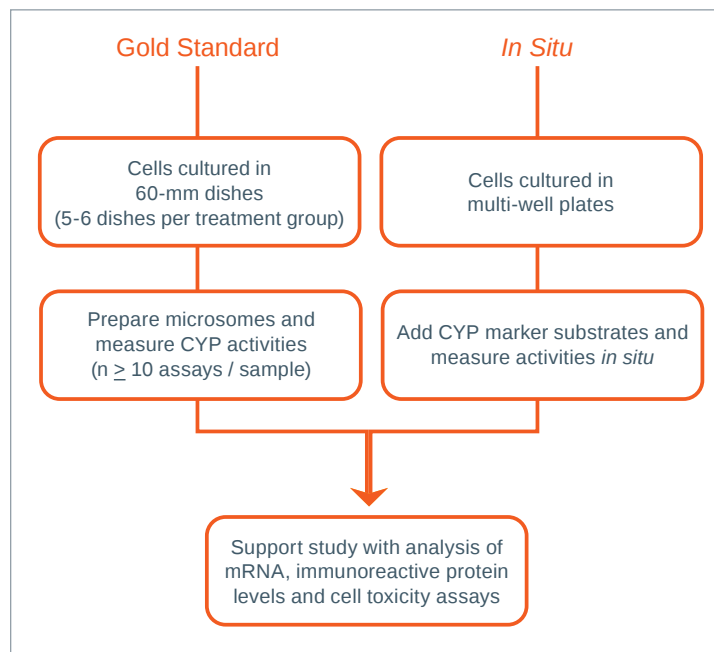 Gold Standard
In Situ
Cells cultured in
60-mm dishes
(5-6 dishes per treatment group)
Cells cultured in
multi-well plates
Prepare microsomes and
measure CYP activities
(n ≥ 10 assays / sample)
Add CYP marker substrates and
measure activities in situ
Support study with analysis of
mRNA, immunoreactive protein
levels and cell toxicity assays